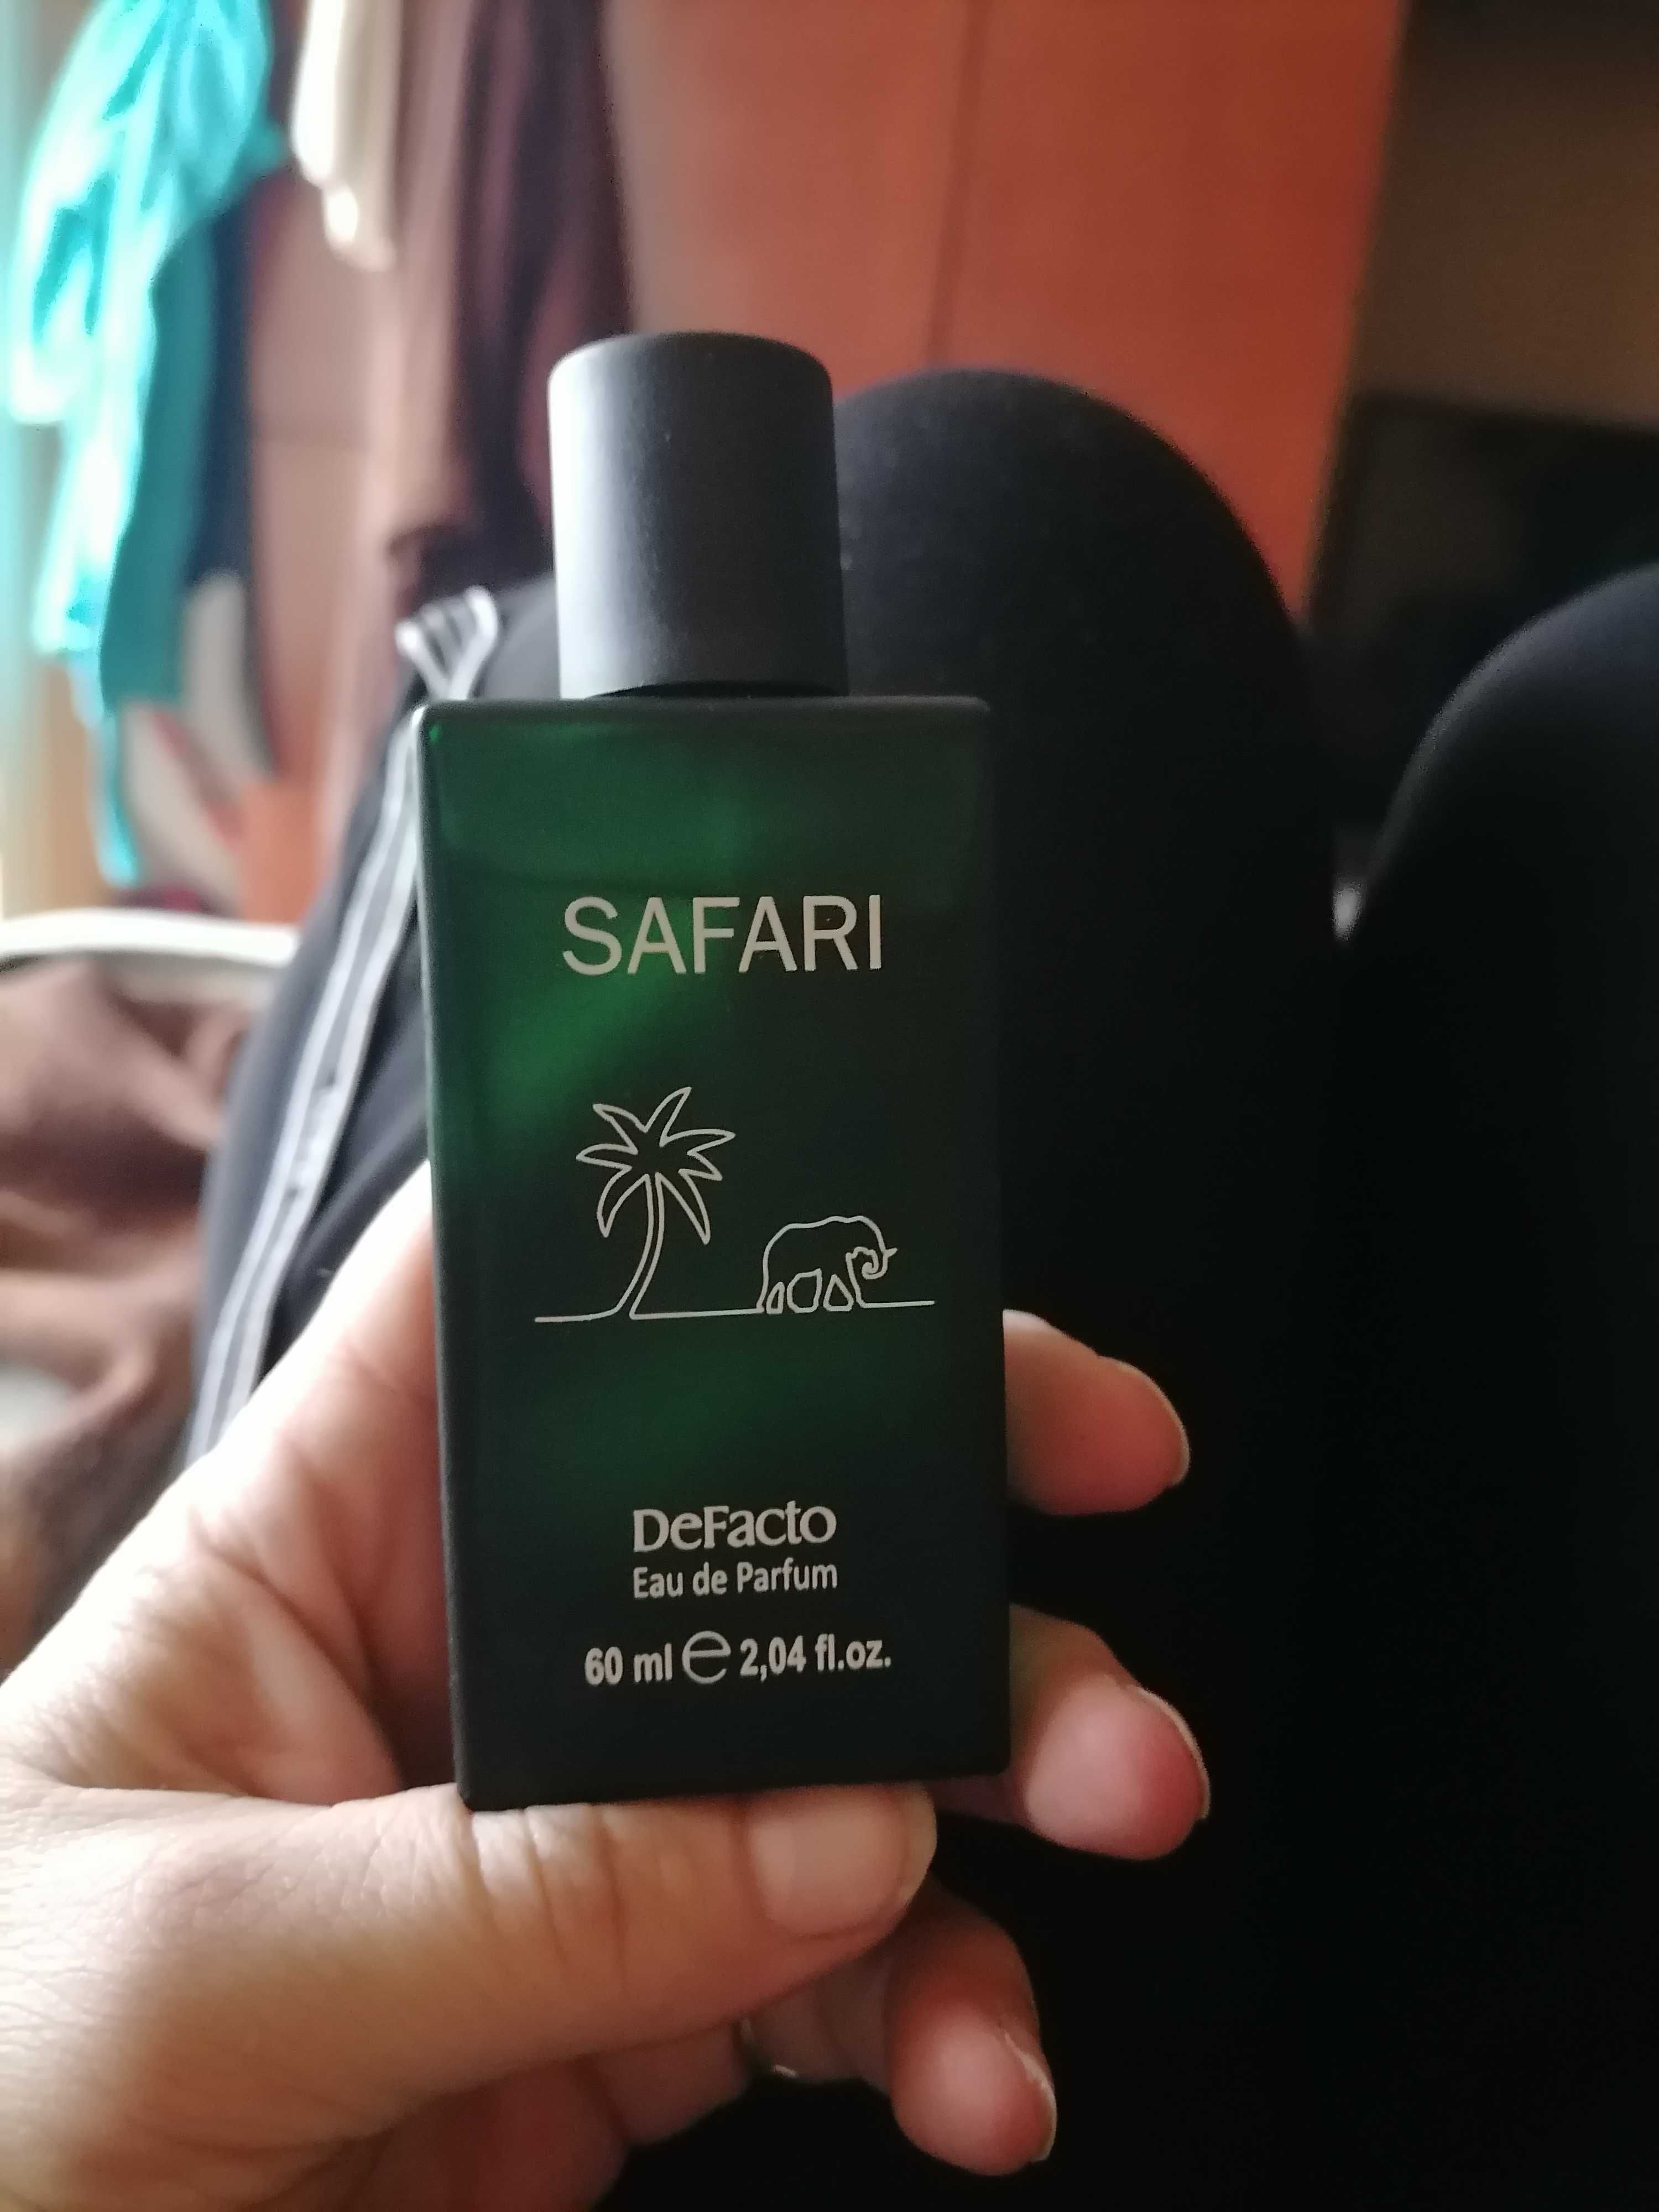 SAFARI
DeFacto
Eau de Parfum
60 ml ℮ 2,04 fl.oz.